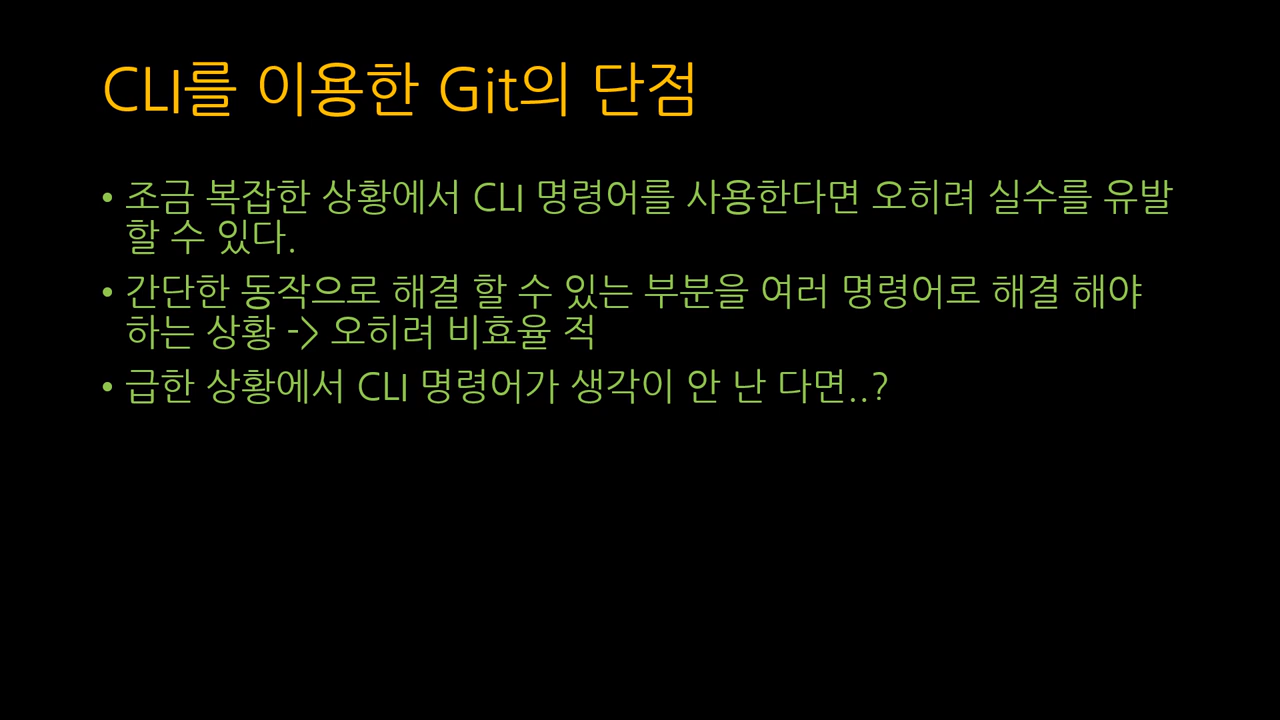 CLI를 이용한 Git의 단점
• 조금 복잡한 상황에서 CLI 명령어를 사용한다면 오히려 실수를 유발
할 수 있다.
• 간단한 동작으로 해결 할 수 있는 부분을 여러 명령어로 해결 해야
하는 상황 -> 오히려 비효율 적
• 급한 상황에서 CLI 명령어가 생각이 안 난 다면..?